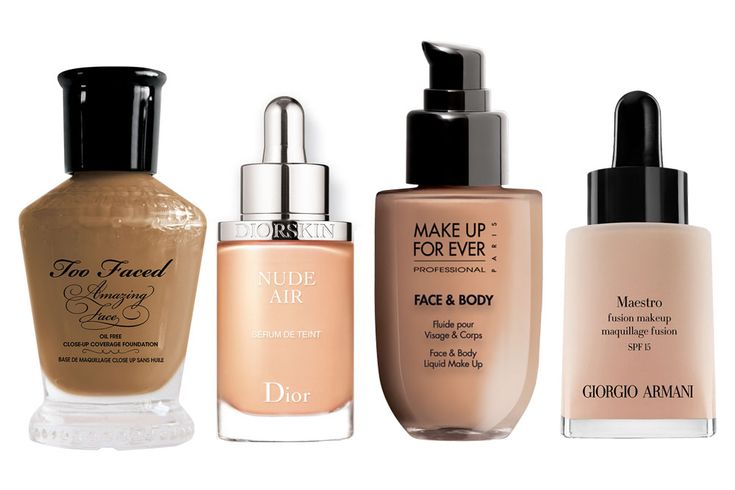 Too Faced
Amazing
Face
OIL FREE
CLOSE-UP COVERAGE FOUNDATION
BASE DE MAQUILLAGE CLOSE UP SANS HUILE
DIORSKIN
NUDE
AIR
SÉRUM DE TEINT
Dior
MAKE UP
FOR EVER
PROFESSIONAL
PARIS
FACE & BODY
Fluide pour
Visage & Corps
Face & Body
Liquid Make Up
Maestro
fusion makeup
maquillage fusion
SPF 15
GIORGIO ARMANI